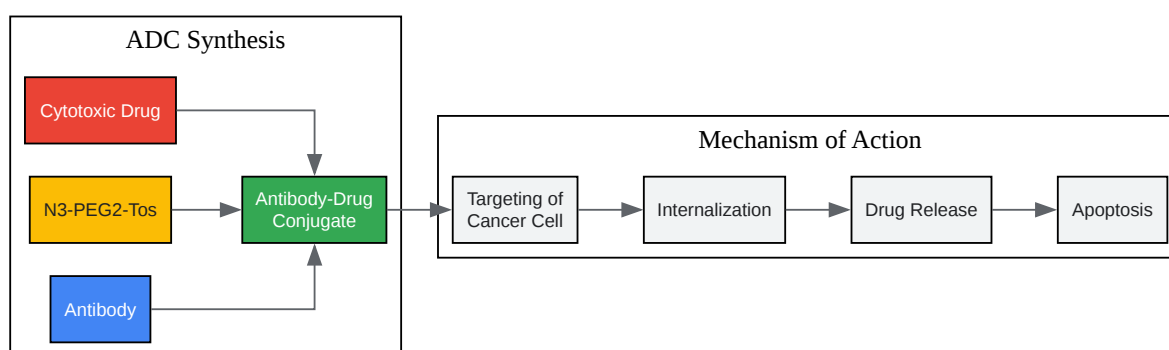 ADC Synthesis
Cytotoxic Drug
N3-PEG2-Tos
Antibody
Antibody-Drug
Conjugate
Mechanism of Action
Targeting of
Cancer Cell
Internalization
Drug Release
Apoptosis